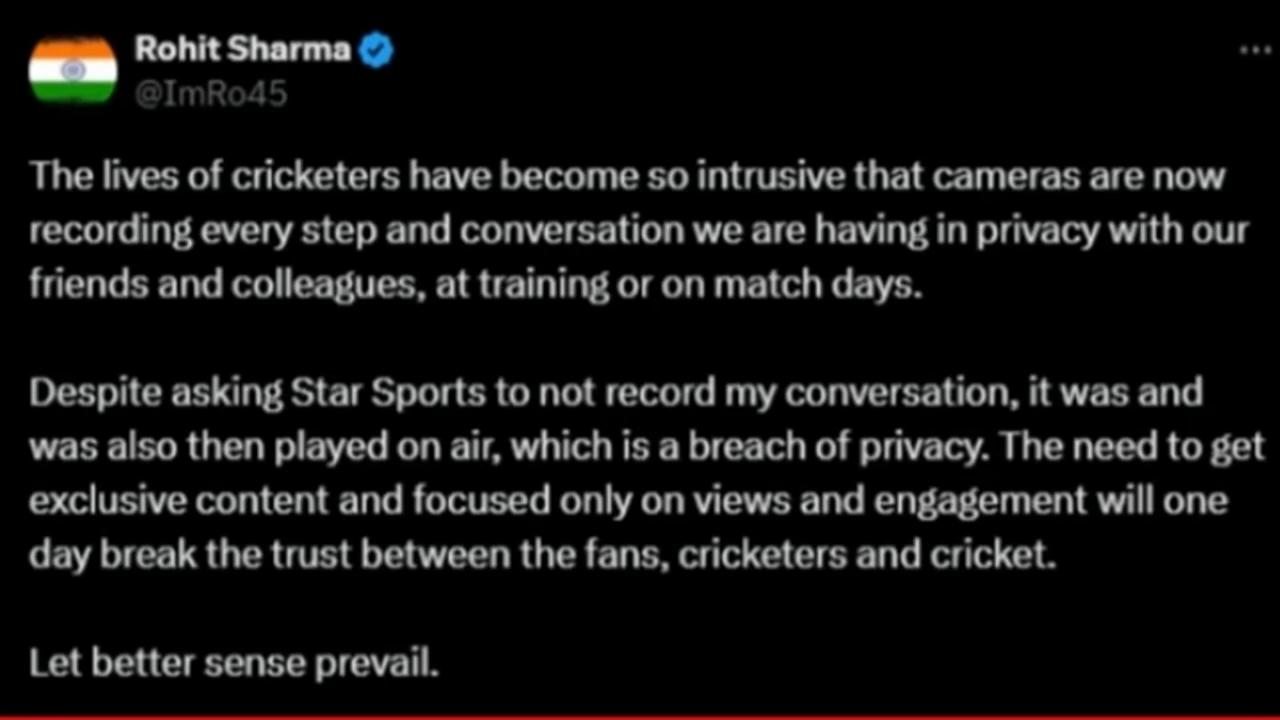 Rohit Sharma
@ImRo45
The lives of cricketers have become so intrusive that cameras are now
recording every step and conversation we are having in privacy with our
friends and colleagues, at training or on match days.
Despite asking Star Sports to not record my conversation, it was and
was also then played on air, which is a breach of privacy. The need to get
exclusive content and focused only on views and engagement will one
day break the trust between the fans, cricketers and cricket.
Let better sense prevail.